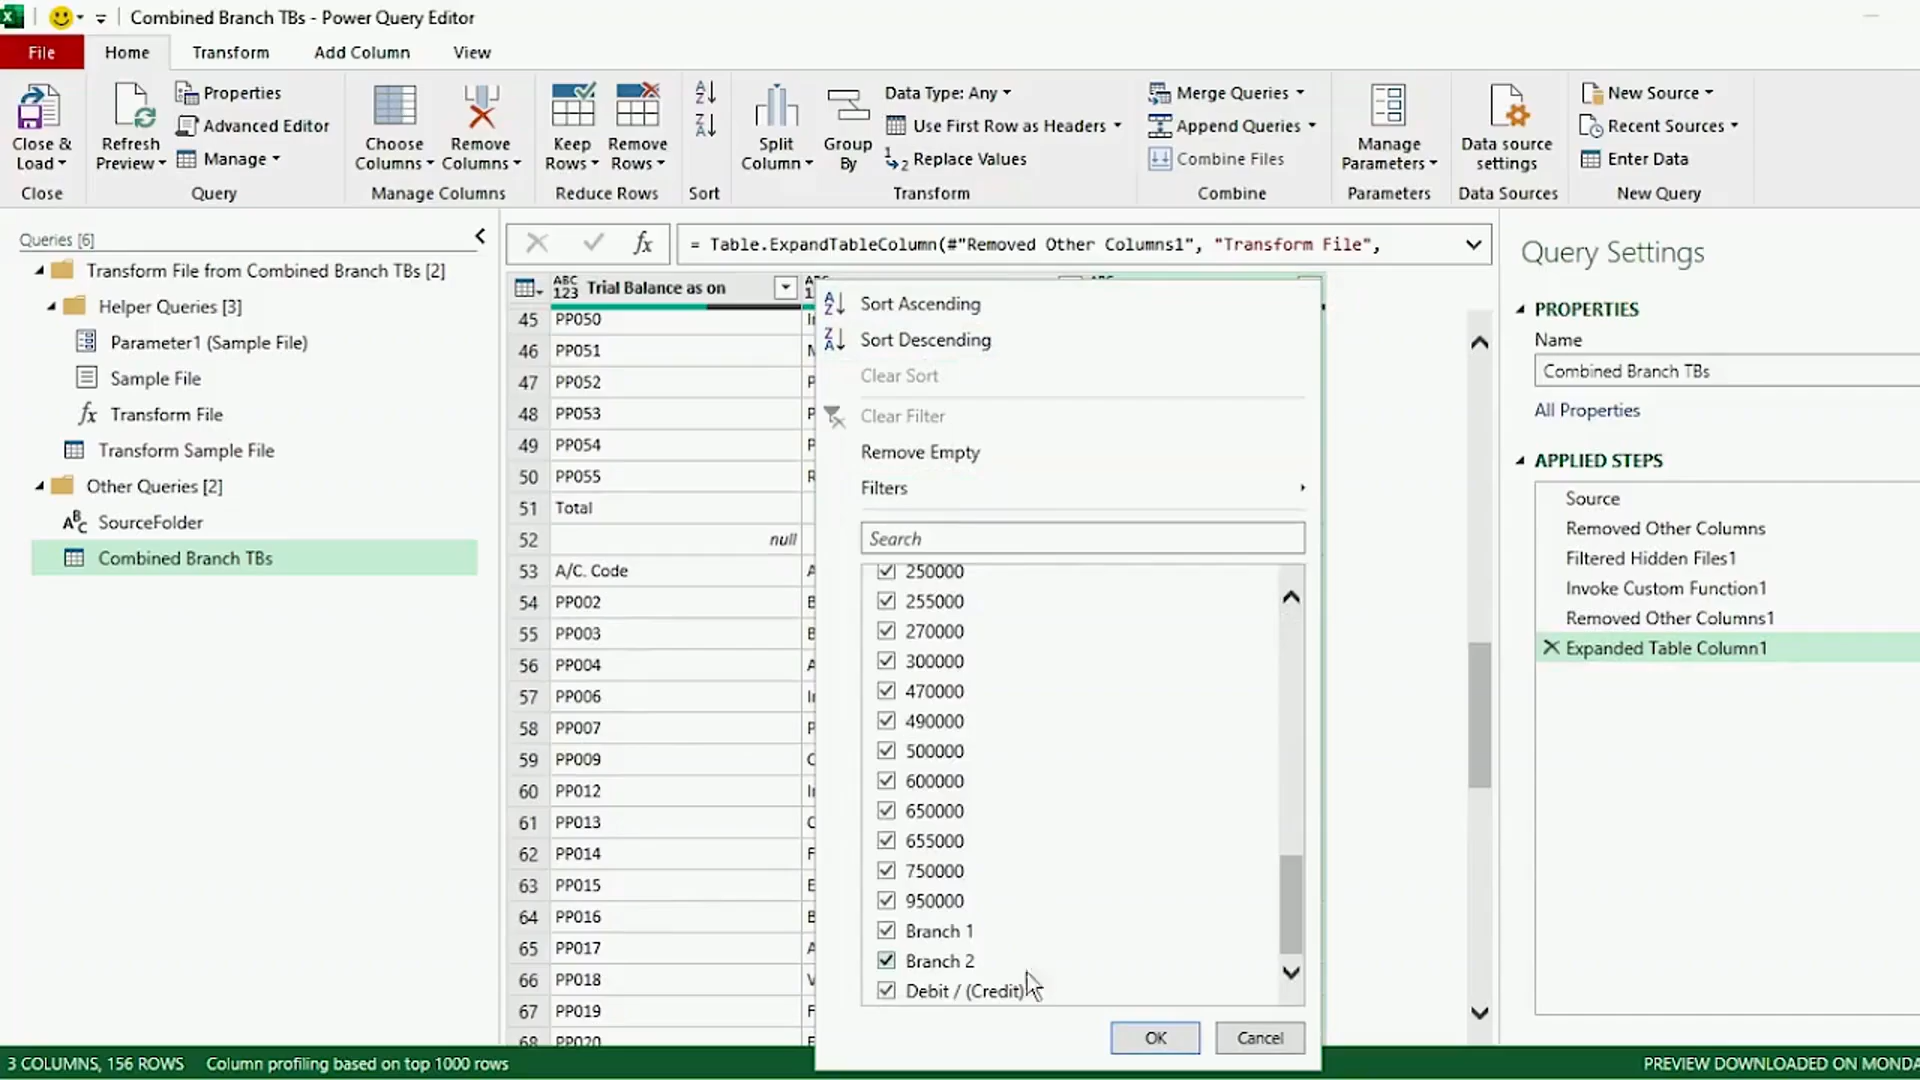 Combined Branch TBs - Power Query Editor
File Home Transform Add Column View
Close & Load
Close
Refresh Preview
Properties
Advanced Editor
Manage
Query
Choose Columns
Remove Columns
Manage Columns
Keep Rows
Remove Rows
Reduce Rows
Sort
Split Column
Group By
Data Type: Any
Use First Row as Headers
Replace Values
Transform
Merge Queries
Append Queries
Combine Files
Combine
Manage Parameters
Parameters
Data source settings
Data Sources
New Source
Recent Sources
Enter Data
New Query
Queries [6]
Transform File from Combined Branch TBs [2]
Helper Queries [3]
Parameter1 (Sample File)
Sample File
fx Transform File
Transform Sample File
Other Queries [2]
ABC SourceFolder
Combined Branch TBs
fx = Table.ExpandTableColumn(#"Removed Other Columns1", "Transform File",
ABC 123 Trial Balance as on
45 PP050
46 PP051
47 PP052
48 PP053
49 PP054
50 PP055
51 Total
52 null
53 A/C. Code
54 PP002
55 PP003
56 PP004
57 PP006
58 PP007
59 PP009
60 PP012
61 PP013
62 PP014
63 PP015
64 PP016
65 PP017
66 PP018
67 PP019
68 PP020
Sort Ascending
Sort Descending
Clear Sort
Clear Filter
Remove Empty
Filters
Search
250000
255000
270000
300000
470000
490000
500000
600000
650000
655000
750000
950000
Branch 1
Branch 2
Debit / (Credit)
OK Cancel
Query Settings
PROPERTIES
Name
Combined Branch TBs
All Properties
APPLIED STEPS
Source
Removed Other Columns
Filtered Hidden Files1
Invoke Custom Function1
Removed Other Columns1
Expanded Table Column1
3 COLUMNS, 156 ROWS Column profiling based on top 1000 rows
PREVIEW DOWNLOADED ON